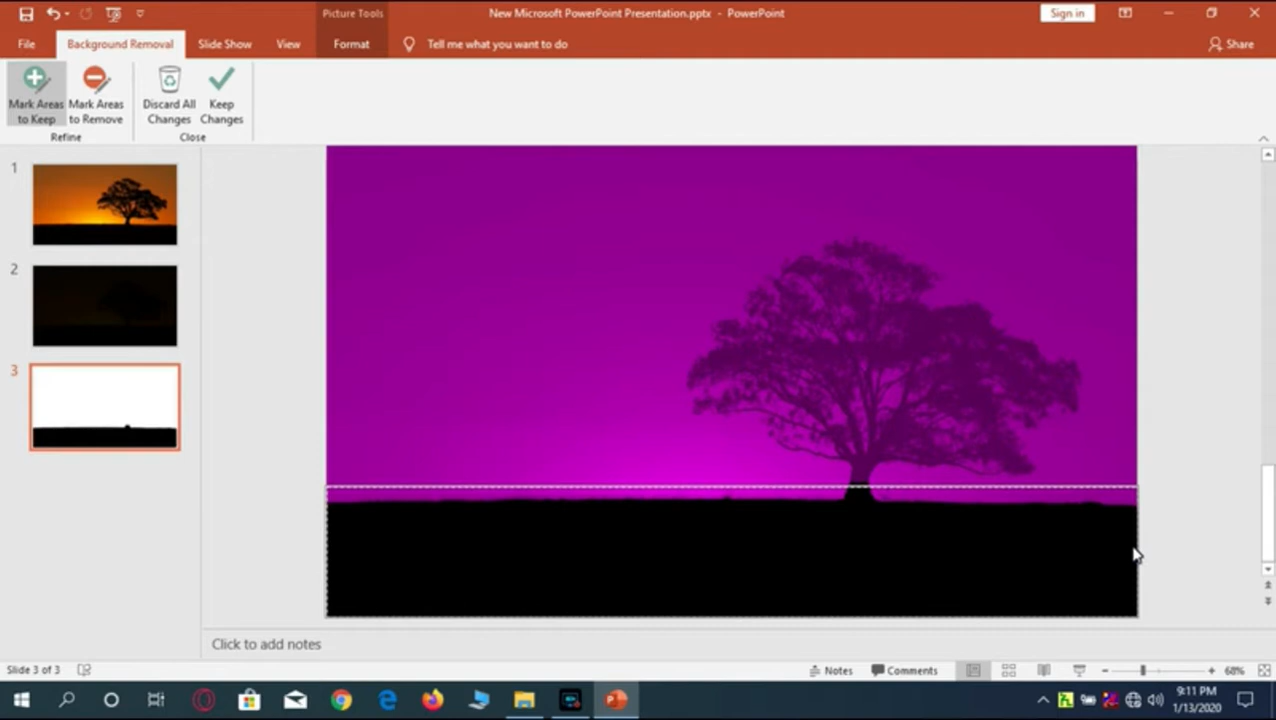 Picture Tools
New Microsoft PowerPoint Presentation.pptx - PowerPoint
Sign in
File
Background Removal
Slide Show
View
Format
Tell me what you want to do
Share
Mark Areas to Keep
Mark Areas to Remove
Discard All Changes
Keep Changes
Refine
Close
1
2
3
Click to add notes
Slide 3 of 3
Notes
Comments
68%
9:11 PM
1/13/2020